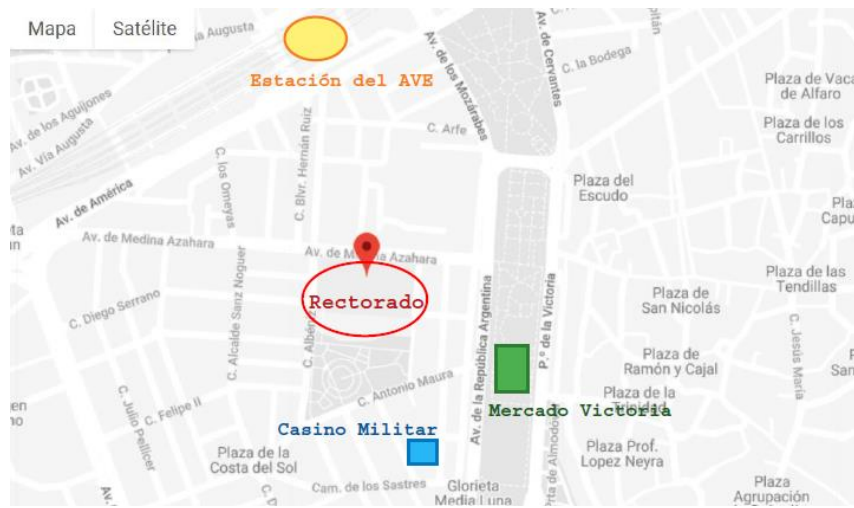 Mapa
Satélite
Augusta
Av. de los Mozárabes
Av. de Cervantes
C. la Bodega
Estación del AVE
Plaza de Vaca
de Alfaro
Av. de los Aguijones
Av. Vía Augusta
C. Blvr. Hernán Ruiz
C. Arfe
Plaza de los
Carrillos
C. los Omeyas
Plaza del
Escudo
Av. de América
Av. de Medina Azahara
Azahara
Plaza de las
Tendillas
Rectorado
C. Diego Serrano
C. Alcalde Sanz Noguer
Av. de la República Argentina
P.º de la Victoria
Plaza de
San Nicolás
C. Jesús María
Plaza de
Ramón y Cajal
C. Antonio Maura
Plaza de la
Mercado Victoria
C. Julio Pellicer
C. Felipe II
Casino Militar
Plaza de la
Costa del Sol
Plaza Prof.
Lopez Neyra
Cam. de los Sastres
Glorieta
Media Luna
Plaza
Agrupación